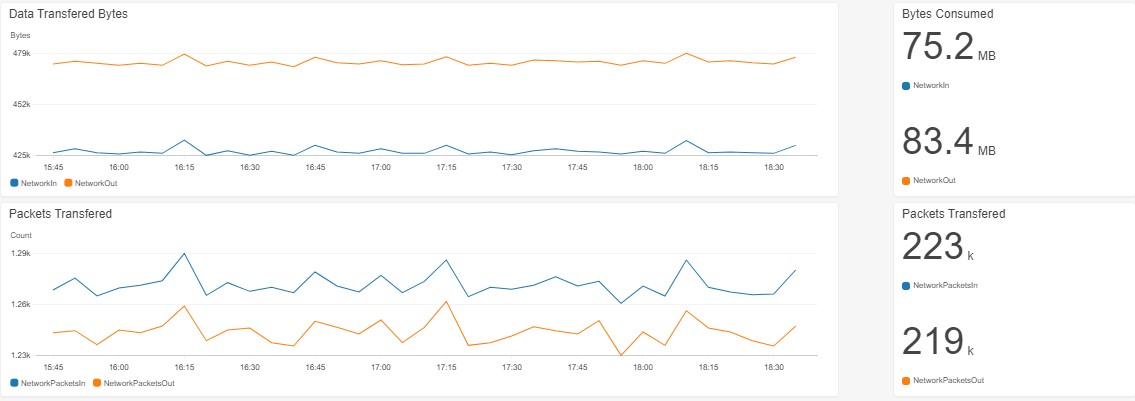 Data Transfered Bytes
Bytes
479k
452k
425k
15:45 16:00 16:15 16:30 16:45 17:00 17:15 17:30 17:45 18:00 18:15 18:30
NetworkIn NetworkOut
Bytes Consumed
75.2 MB
NetworkIn
83.4 MB
NetworkOut
Packets Transfered
Count
1.29k
1.26k
1.23k
15:45 16:00 16:15 16:30 16:45 17:00 17:15 17:30 17:45 18:00 18:15 18:30
NetworkPacketsIn NetworkPacketsOut
Packets Transfered
223 k
NetworkPacketsIn
219 k
NetworkPacketsOut